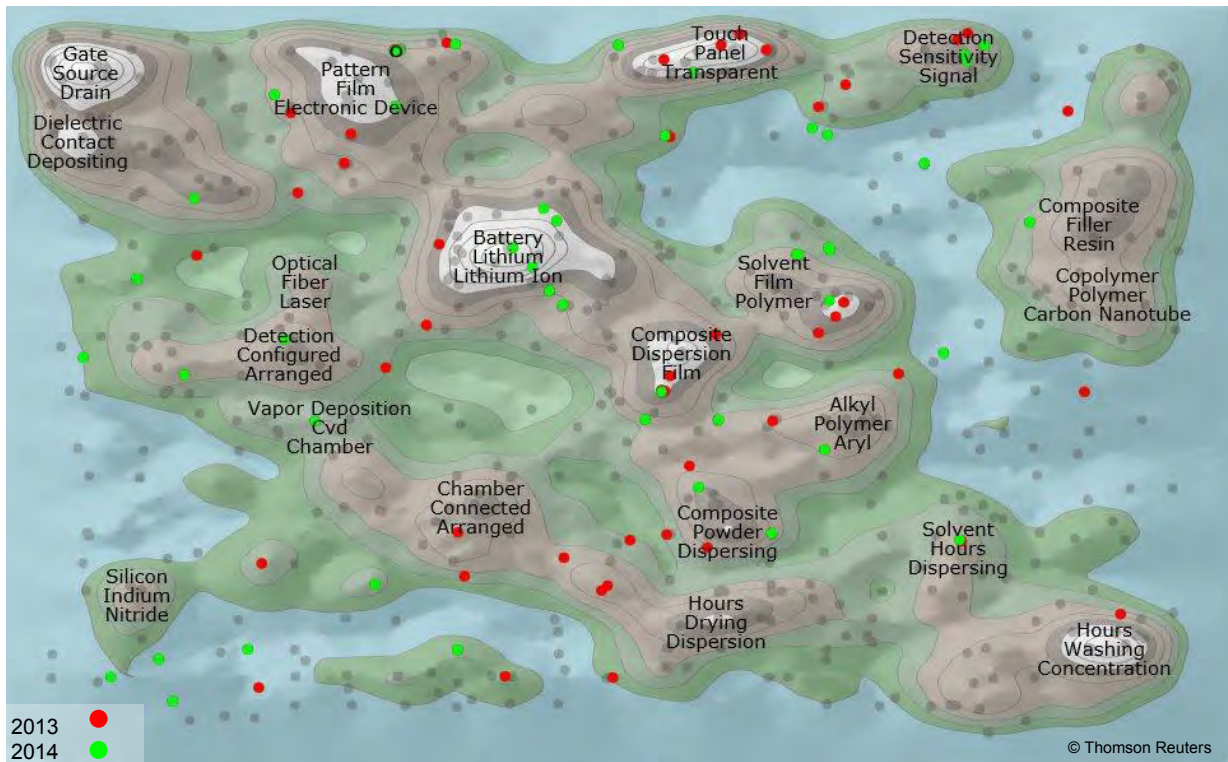 Gate
Source
Drain
Dielectric
Contact
Depositing
Pattern
Film
Electronic Device
Touch
Panel
Transparent
Detection
Sensitivity
Signal
Composite
Filler
Resin
Copolymer
Polymer
Carbon Nanotube
Battery
Lithium
Lithium Ion
Solvent
Film
Polymer
Optical
Fiber
Laser
Detection
Configured
Arranged
Composite
Dispersion
Film
Vapor Deposition
Cvd
Chamber
Alkyl
Polymer
Aryl
Chamber
Connected
Arranged
Composite
Powder
Dispersing
Solvent
Hours
Dispersing
Silicon
Indium
Nitride
Hours
Drying
Dispersion
Hours
Washing
Concentration
2013
2014
© Thomson Reuters